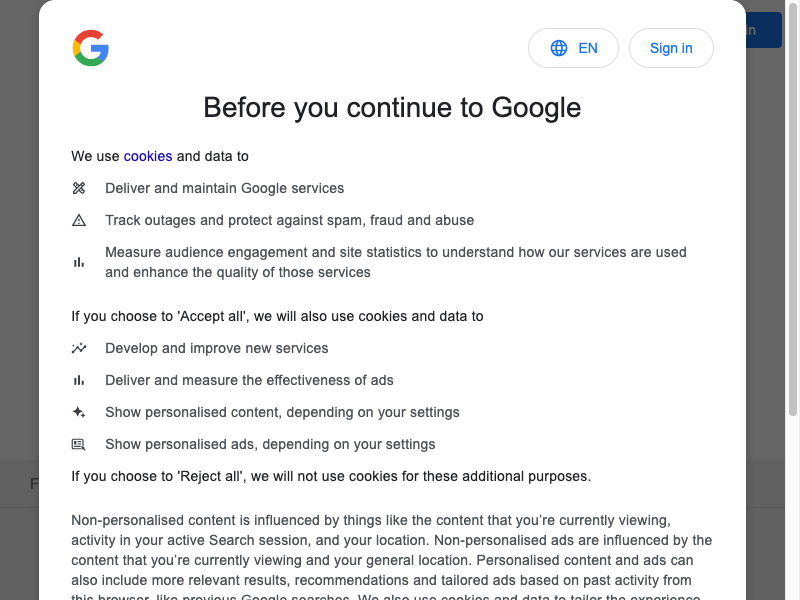 in
EN
Sign in
Before you continue to Google
We use cookies and data to
Deliver and maintain Google services
Track outages and protect against spam, fraud and abuse
Measure audience engagement and site statistics to understand how our services are used
and enhance the quality of those services
If you choose to 'Accept all', we will also use cookies and data to
Develop and improve new services
Deliver and measure the effectiveness of ads
Show personalised content, depending on your settings
Show personalised ads, depending on your settings
If you choose to 'Reject all', we will not use cookies for these additional purposes.
Non-personalised content is influenced by things like the content that you’re currently viewing,
activity in your active Search session, and your location. Non-personalised ads are influenced by the
content that you’re currently viewing and your general location. Personalised content and ads can
also include more relevant results, recommendations and tailored ads based on past activity from
this browser, like previous Google searches. We also use cookies and data to tailor the experience